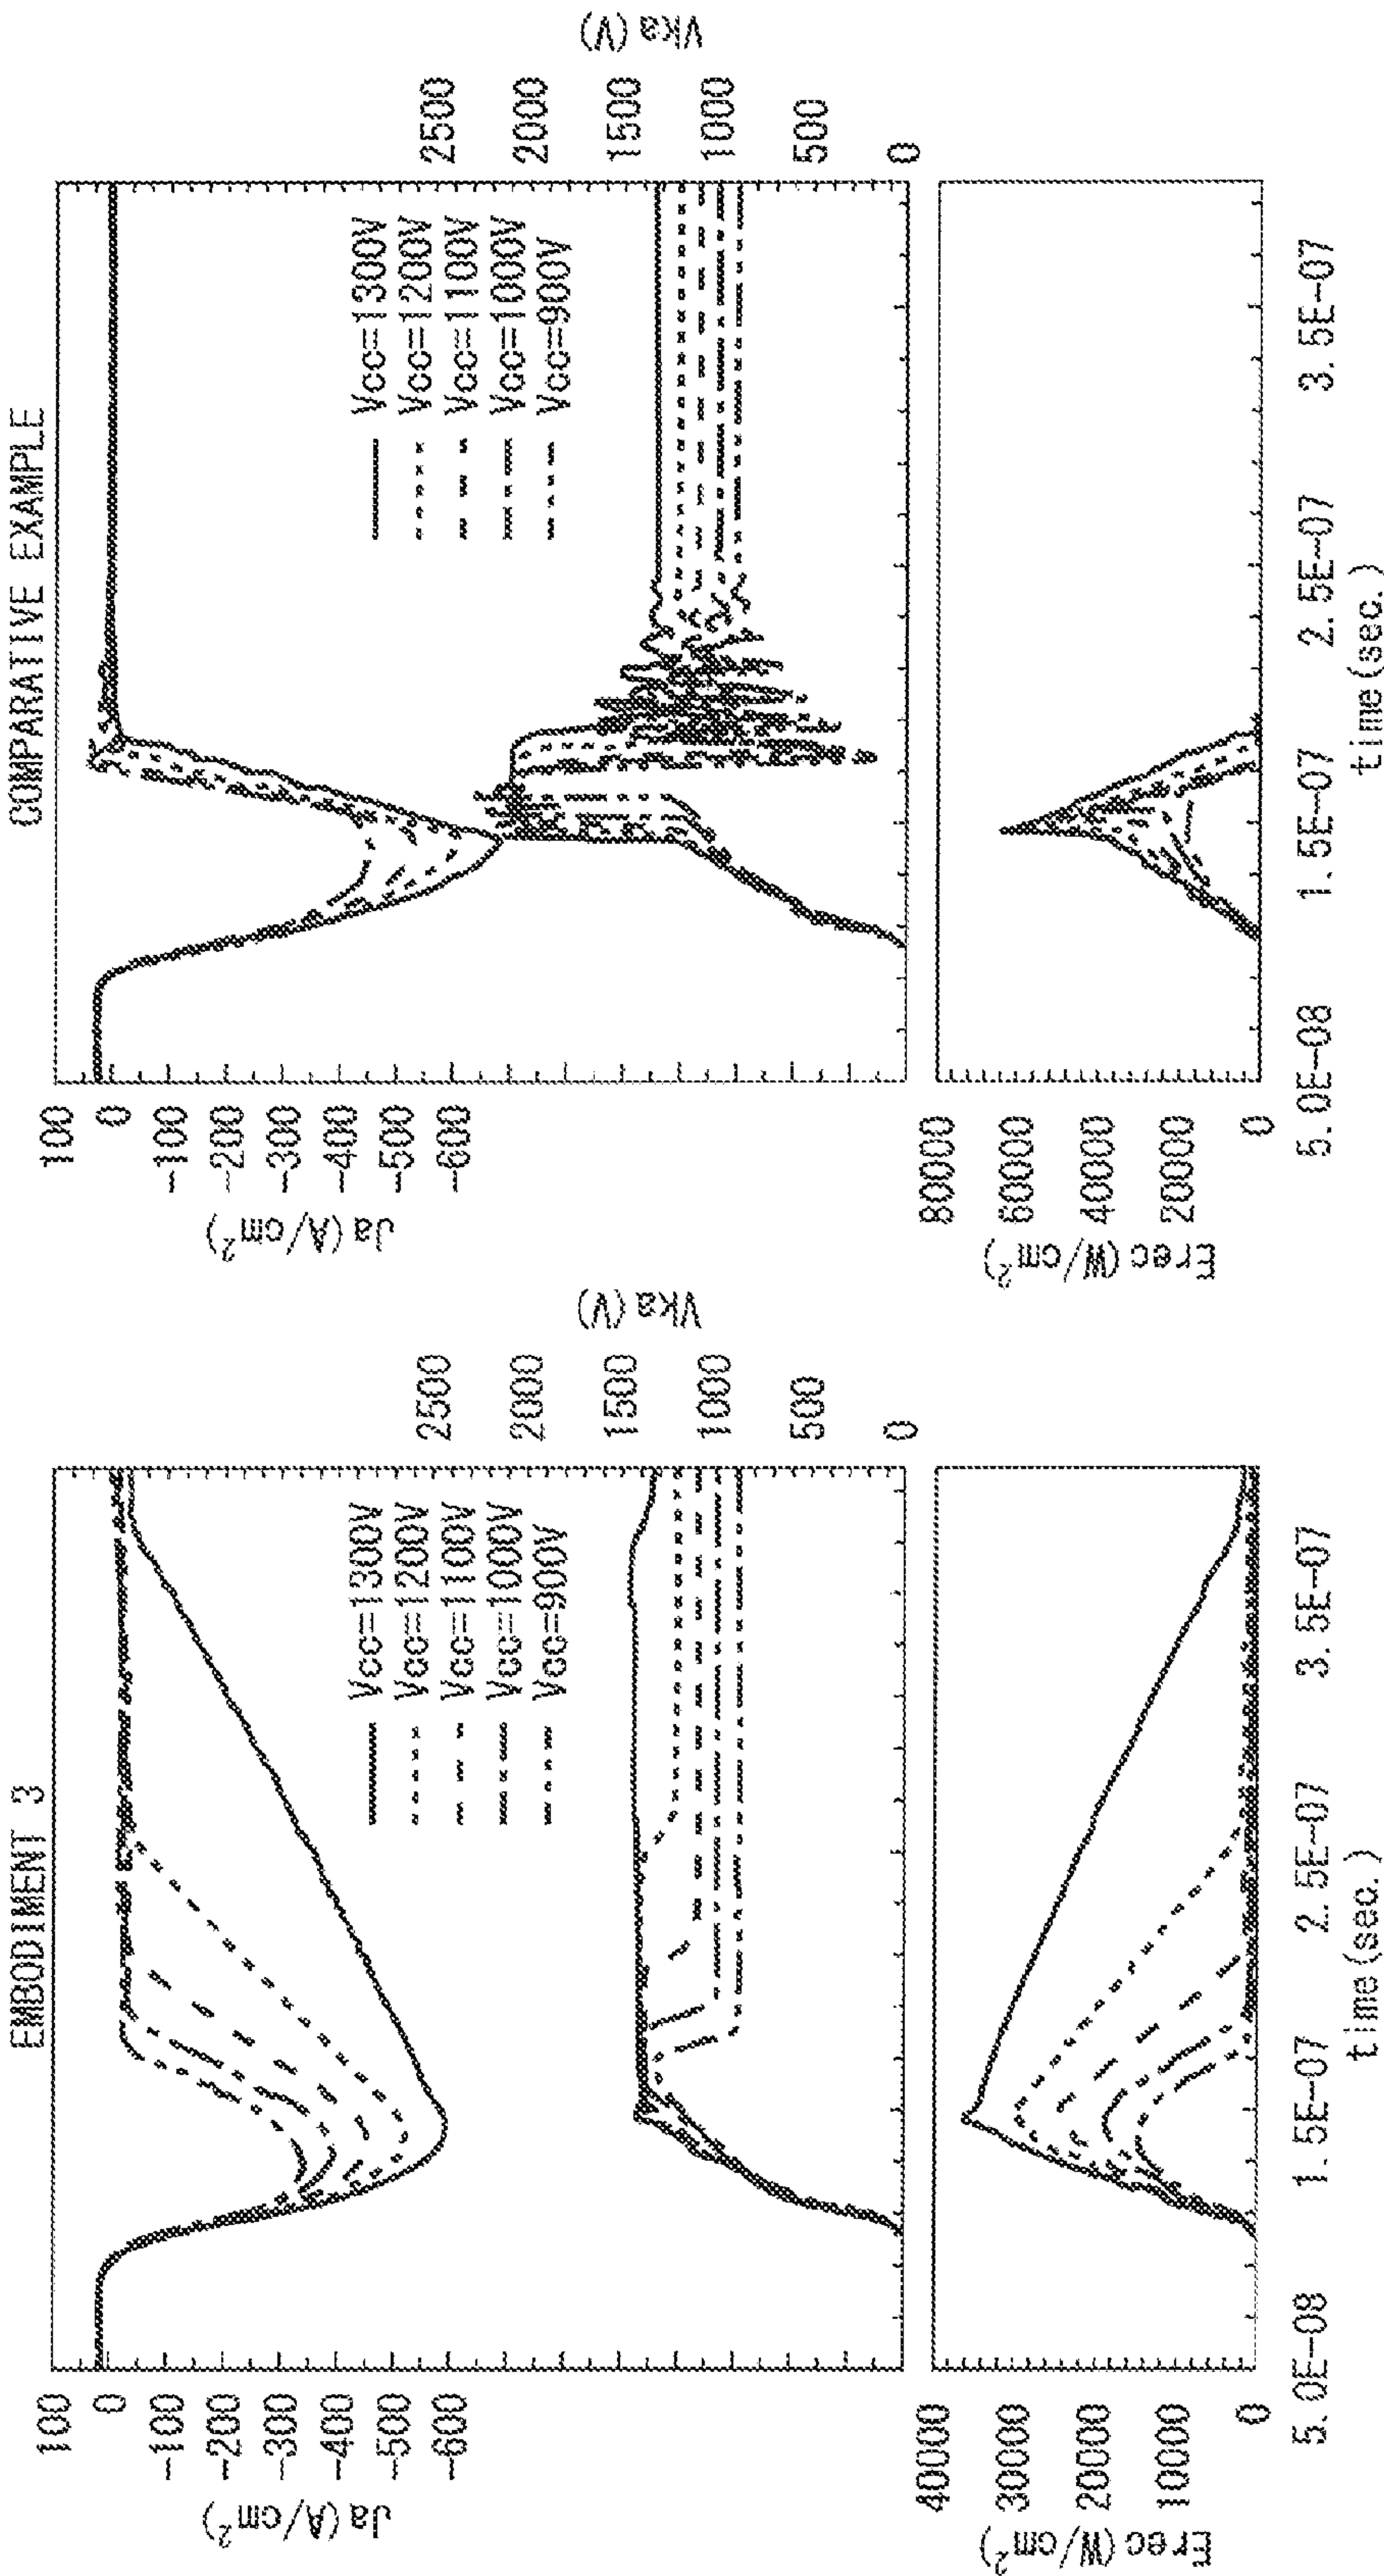 EMBODIMENT 3
Ja (A/cm²)
100
0
-100
-200
-300
-400
-500
-600
Vcc=1300V
Vcc=1200V
Vcc=1100V
Vcc=1000V
Vcc=900V
Vka (V)
2500
2000
1500
1000
500
0
Erec (W/cm²)
40000
30000
20000
10000
0
5.0E-08 1.5E-07 2.5E-07 3.5E-07
time (sec.)
COMPARATIVE EXAMPLE
Ja (A/cm²)
100
0
-100
-200
-300
-400
-500
-600
Vcc=1300V
Vcc=1200V
Vcc=1100V
Vcc=1000V
Vcc=900V
Vka (V)
2500
2000
1500
1000
500
0
Erec (W/cm²)
80000
60000
40000
20000
0
5.0E-08 1.5E-07 2.5E-07 3.5E-07
time (sec.)